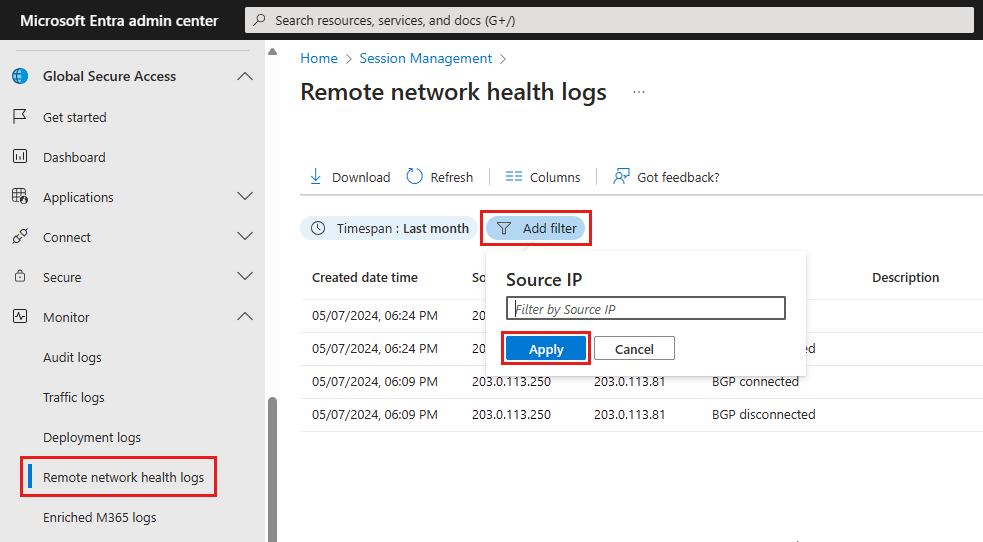 Microsoft Entra admin center
Search resources, services, and docs (G+/)
Global Secure Access
Get started
Dashboard
Applications
Connect
Secure
Monitor
Audit logs
Traffic logs
Deployment logs
Remote network health logs
Enriched M365 logs
Home > Session Management >
Remote network health logs ...
Download Refresh Columns Got feedback?
Timespan : Last month Add filter
Created date time So Description
Source IP
Filter by Source IP
Apply Cancel
05/07/2024, 06:24 PM 20
05/07/2024, 06:24 PM 20 ed
05/07/2024, 06:09 PM 203.0.113.250 203.0.113.81 BGP connected
05/07/2024, 06:09 PM 203.0.113.250 203.0.113.81 BGP disconnected